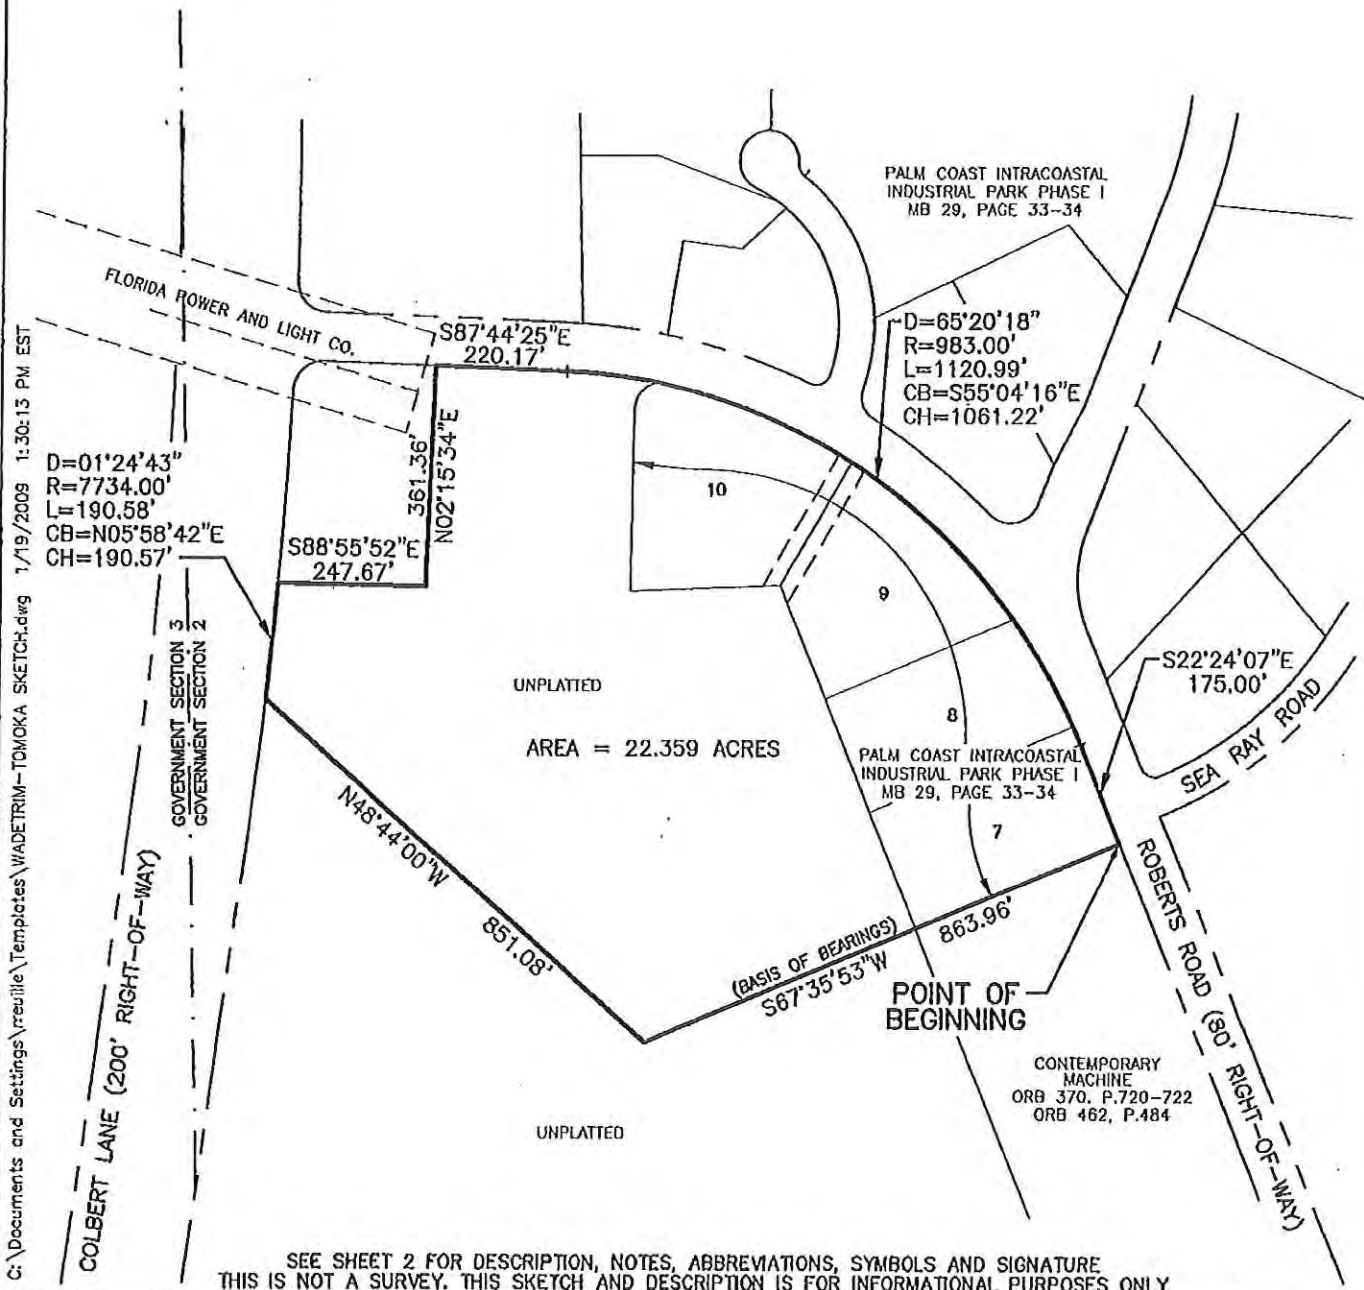 C:\Documents and Settings\rreuille\Templates\WADETRIM-TOMOKA SKETCH.dwg 1/19/2009 1:30:13 PM EST
PALM COAST INTRACOASTAL
INDUSTRIAL PARK PHASE I
MB 29, PAGE 33-34
FLORIDA POWER AND LIGHT CO.
S87°44'25"E
220.17'
D=65°20'18"
R=983.00'
L=1120.99'
CB=S55°04'16"E
CH=1061.22'
361.36'
N02°15'34"E
D=01°24'43"
R=7734.00'
L=190.58'
CB=N05°58'42"E
CH=190.57'
S88°55'52"E
247.67'
10
9
GOVERNMENT SECTION 3
GOVERNMENT SECTION 2
UNPLATTED
AREA = 22.359 ACRES
S22°24'07"E
175.00'
SEA RAY ROAD
8
PALM COAST INTRACOASTAL
INDUSTRIAL PARK PHASE I
MB 29, PAGE 33-34
7
N48°44'00"W
851.08'
COLBERT LANE (200' RIGHT-OF-WAY)
(BASIS OF BEARINGS)
863.96'
S67°35'53"W
POINT OF
BEGINNING
ROBERTS ROAD (80' RIGHT-OF-WAY)
CONTEMPORARY
MACHINE
ORB 370. P.720-722
ORB 462, P.484
UNPLATTED
SEE SHEET 2 FOR DESCRIPTION, NOTES, ABBREVIATIONS, SYMBOLS AND SIGNATURE
THIS IS NOT A SURVEY. THIS SKETCH AND DESCRIPTION IS FOR INFORMATIONAL PURPOSES ONLY